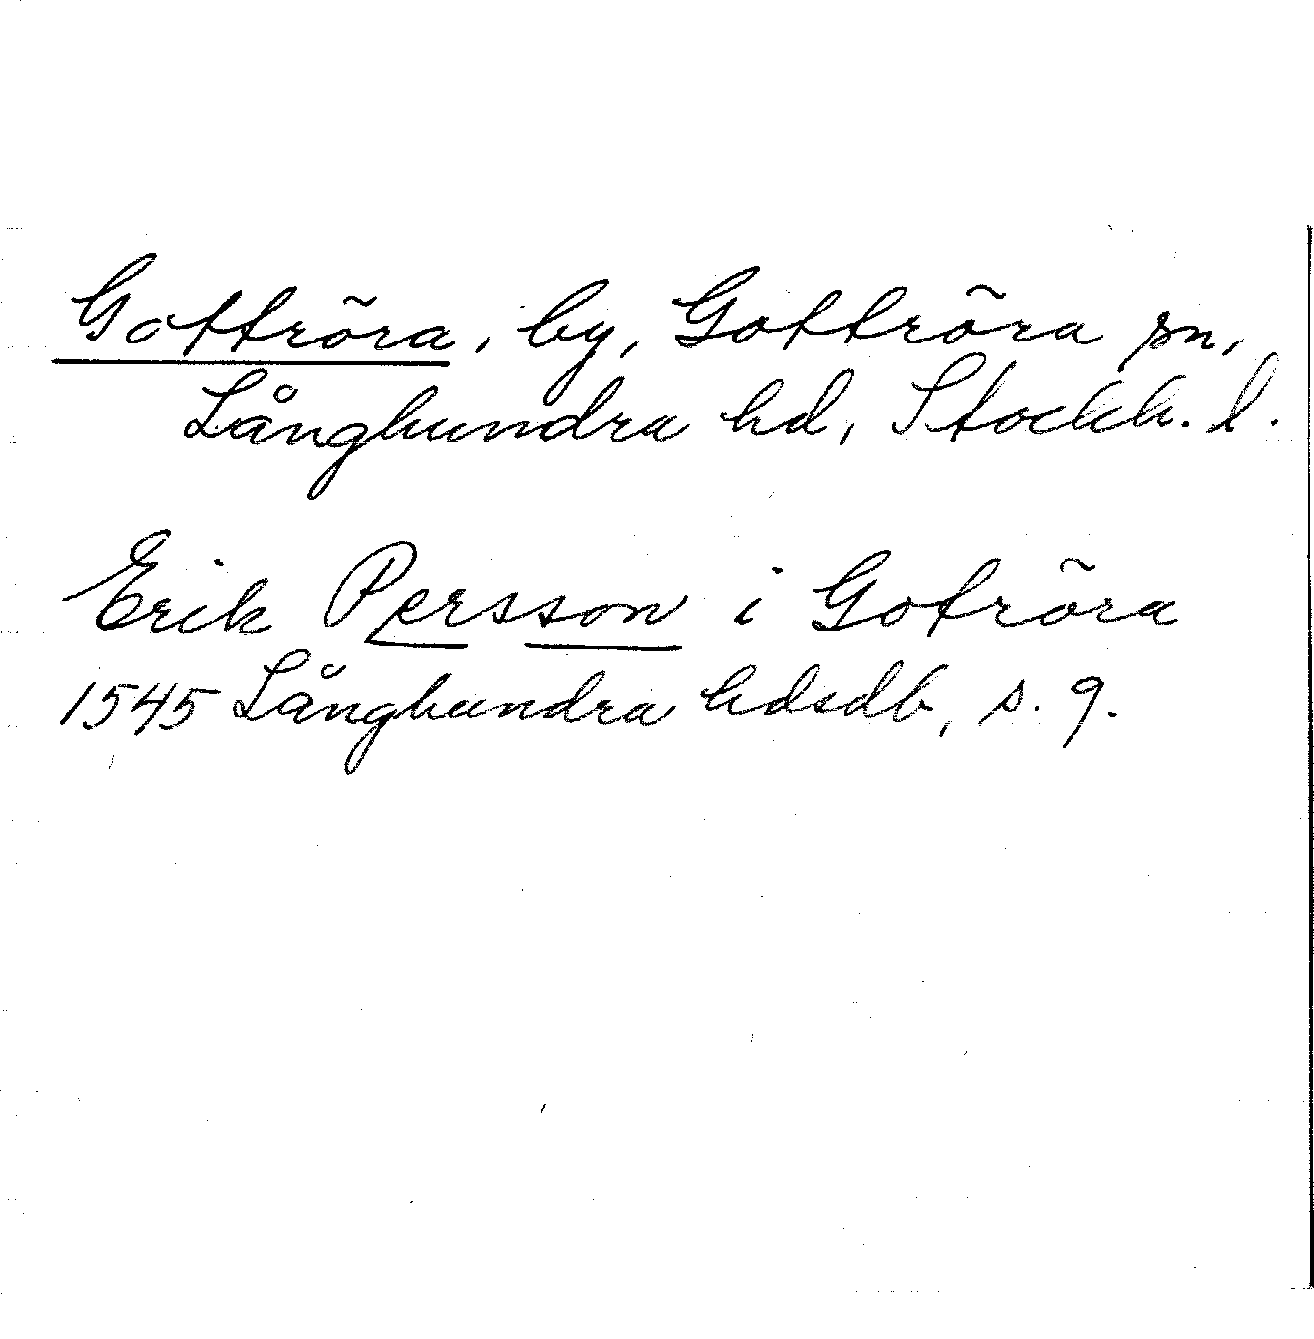 Gottröra, by, Gottröra sn,
Långhundra hd, Stockh. l.
Erik Persson i Gotröra
1545 Långhundra hdsdb, s. 9.